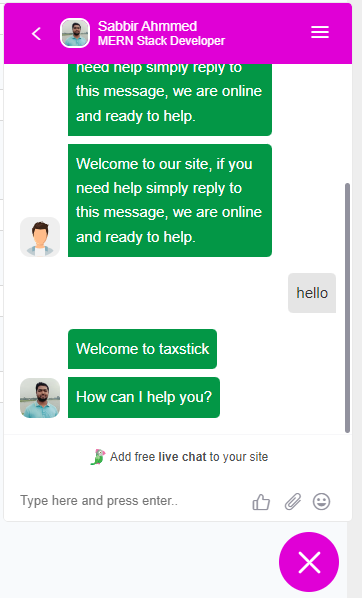 Sabbir Ahmmed
MERN Stack Developer
need help simply reply to
this message, we are online
and ready to help.
Welcome to our site, if you
need help simply reply to
this message, we are online
and ready to help.
hello
Welcome to taxstick
How can I help you?
Add free live chat to your site
Type here and press enter..